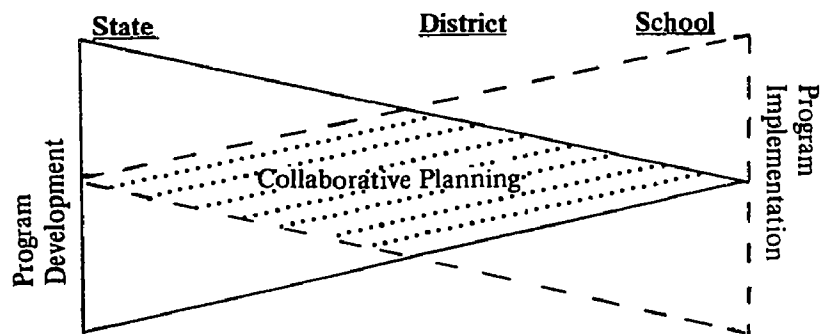 State District School
Program
Development
Collaborative Planning
Program
Implementation